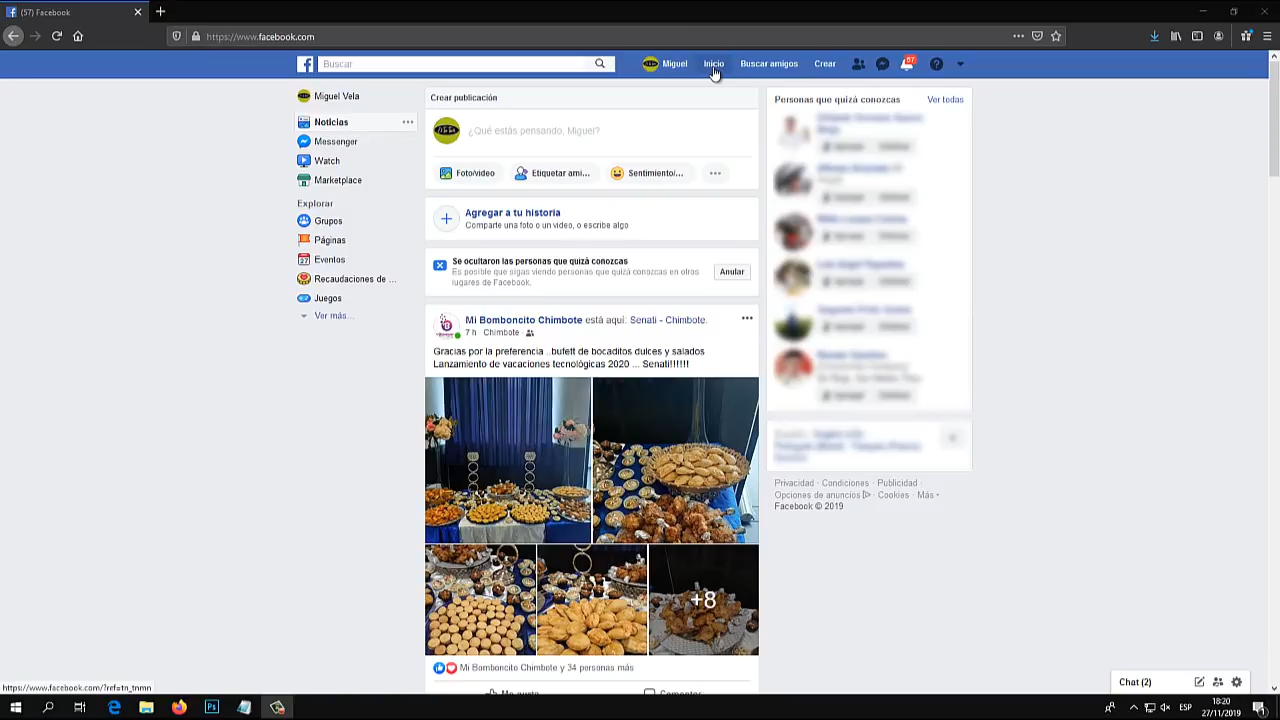 (57) Facebook
https://www.facebook.com
Buscar
Miguel
Inicio
Buscar amigos
Crear
57
Miguel Vela
Noticias
Messenger
Watch
Marketplace
Explorar
Grupos
Páginas
Eventos
Recaudaciones de ...
Juegos
Ver más...
Crear publicación
¿Qué estás pensando, Miguel?
Foto/video
Etiquetar ami...
Sentimiento/...
Agregar a tu historia
Comparte una foto o un video, o escribe algo
Se ocultaron las personas que quizá conozcas
Es posible que sigas viendo personas que quizá conozcas en otros
lugares de Facebook.
Anular
Mi Bomboncito Chimbote está aquí: Senati - Chimbote.
7 h · Chimbote ·
Gracias por la preferencia ..bufett de bocaditos dulces y salados
Lanzamiento de vacaciones tecnológicas 2020 ... Senati!!!!!!
+8
Mi Bomboncito Chimbote y 34 personas más
Me gusta
Comentar
Personas que quizá conozcas
Ver todas
Privacidad · Condiciones · Publicidad ·
Opciones de anuncios · Cookies · Más
Facebook © 2019
Chat (2)
https://www.facebook.com/?ref=tn_tnmn
ESP
18:20
27/11/2019